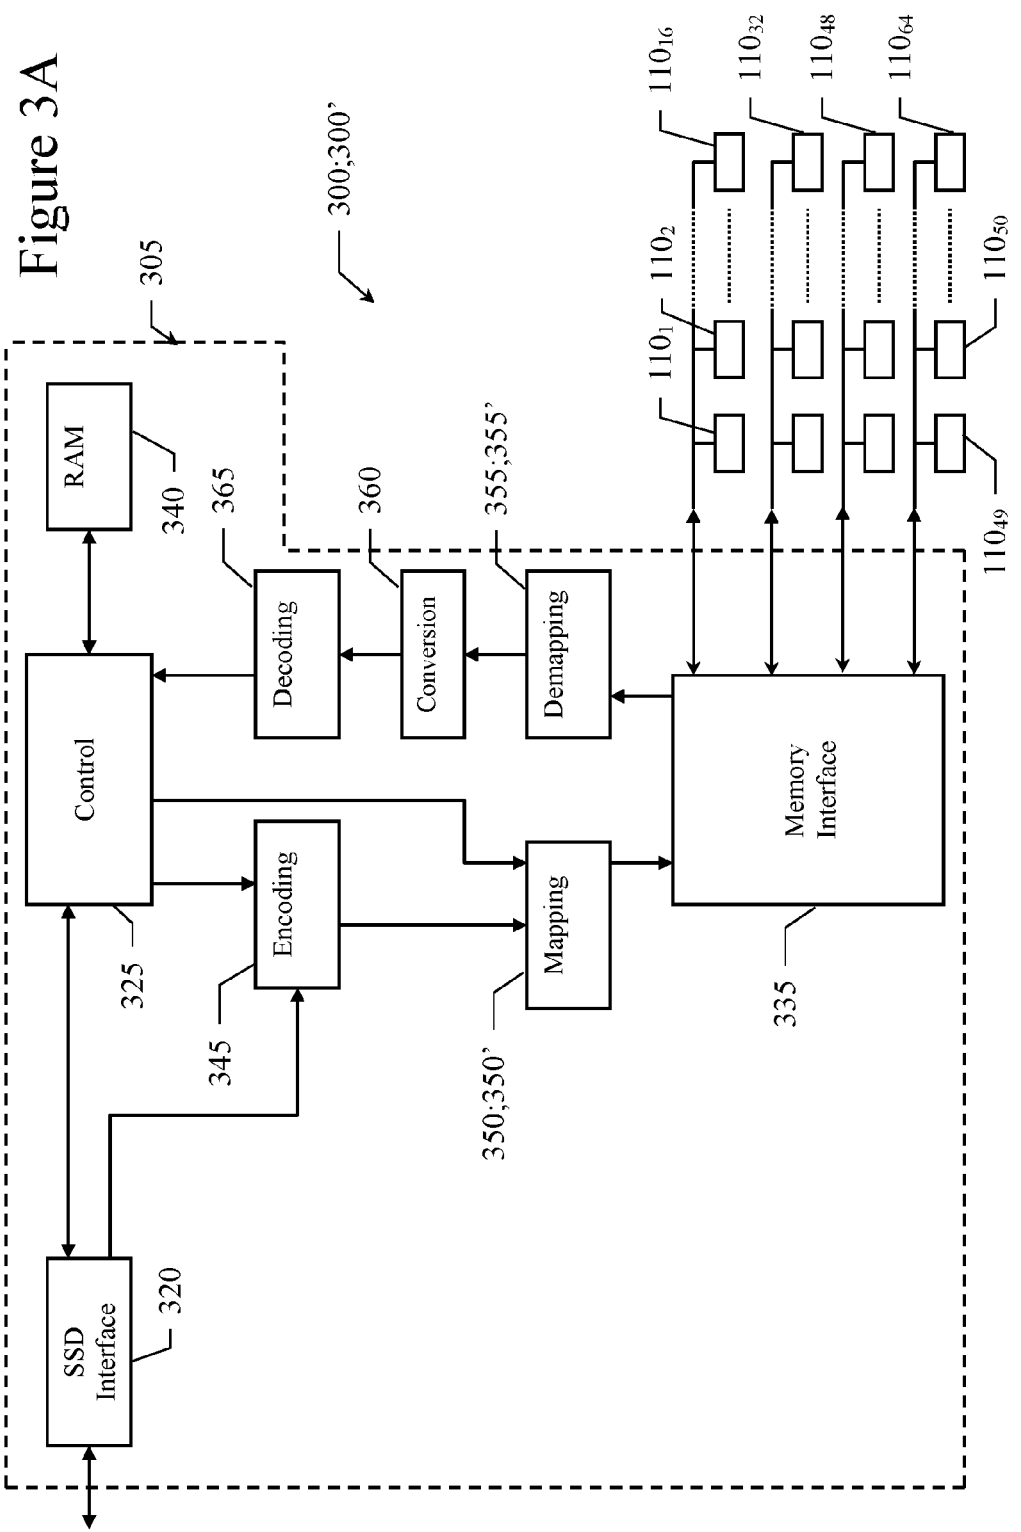 Figure 3A
305
300;300’
RAM
340
Control
325
SSD
Interface
320
Encoding
345
Decoding
365
Conversion
360
Demapping
355;355’
Mapping
350;350’
Memory
Interface
335
110₁
110₂
110₁₆
110₃₂
110₄₈
110₆₄
110₄₉
110₅₀